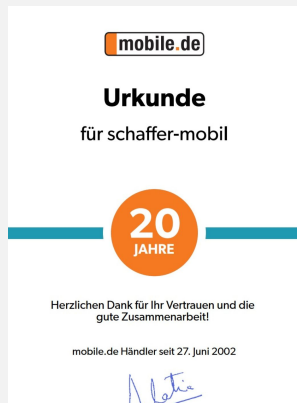 mobile.de
Urkunde
für schaffer-mobil
20
JAHRE
Herzlichen Dank für Ihr Vertrauen und die
gute Zusammenarbeit!
mobile.de Händler seit 27. Juni 2002